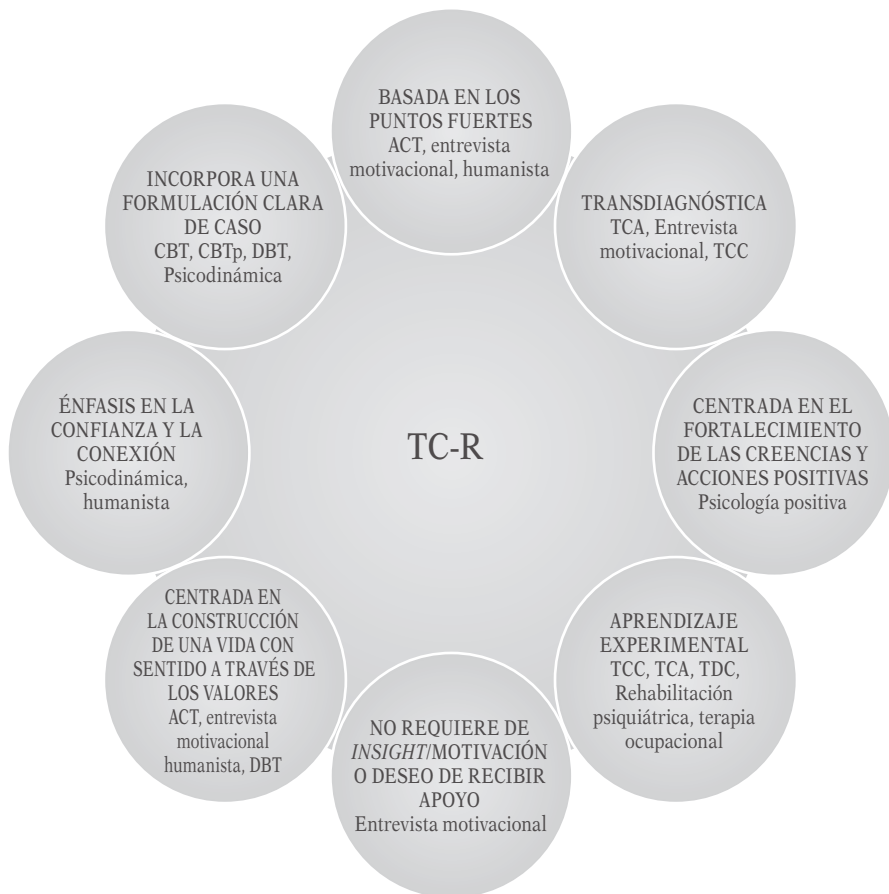 BASADA EN LOS
PUNTOS FUERTES
ACT, entrevista
motivacional, humanista
TRANSDIAGNÓSTICA
TCA, Entrevista
motivacional, TCC
CENTRADA EN EL
FORTALECIMIENTO
DE LAS CREENCIAS Y
ACCIONES POSITIVAS
Psicología positiva
APRENDIZAJE
EXPERIMENTAL
TCC, TCA, TDC,
Rehabilitación
psiquiátrica, terapia
ocupacional
NO REQUIERE DE
INSIGHT/MOTIVACIÓN
O DESEO DE RECIBIR
APOYO
Entrevista motivacional
CENTRADA EN
LA CONSTRUCCIÓN
DE UNA VIDA CON
SENTIDO A TRAVÉS DE
LOS VALORES
ACT, entrevista
motivacional
humanista, DBT
ÉNFASIS EN LA
CONFIANZA Y LA
CONEXIÓN
Psicodinámica,
humanista
INCORPORA UNA
FORMULACIÓN CLARA
DE CASO
CBT, CBTp, DBT,
Psicodinámica
TC-R